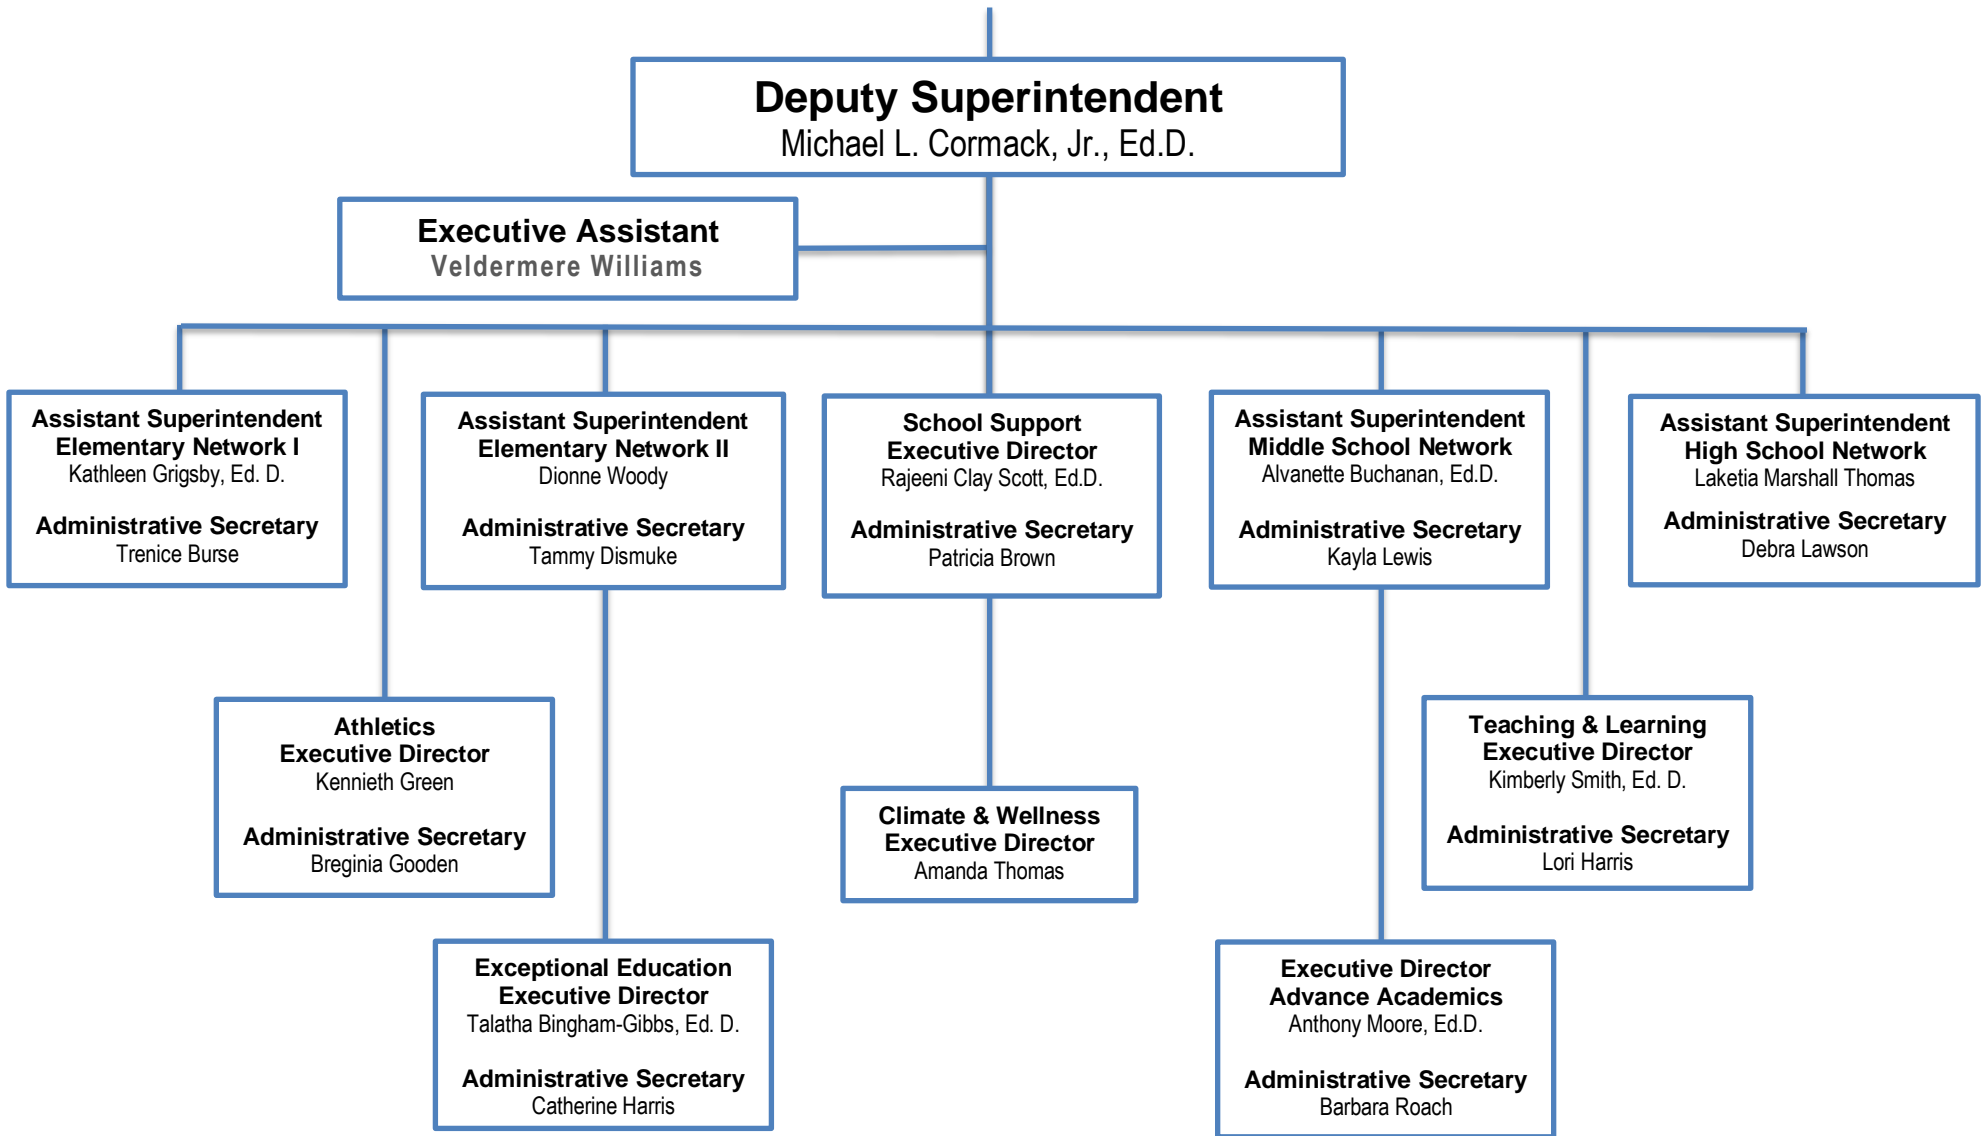 Deputy Superintendent
Michael L. Cormack, Jr., Ed.D.
Executive Assistant
Veldermere Williams
Assistant Superintendent
Elementary Network I
Kathleen Grigsby, Ed. D.
Administrative Secretary
Trenice Burse
Assistant Superintendent
Elementary Network II
Dionne Woody
Administrative Secretary
Tammy Dismuke
School Support
Executive Director
Rajeeni Clay Scott, Ed.D.
Administrative Secretary
Patricia Brown
Assistant Superintendent
Middle School Network
Alvanette Buchanan, Ed.D.
Administrative Secretary
Kayla Lewis
Assistant Superintendent
High School Network
Laketia Marshall Thomas
Administrative Secretary
Debra Lawson
Athletics
Executive Director
Kennieth Green
Administrative Secretary
Breginia Gooden
Climate & Wellness
Executive Director
Amanda Thomas
Teaching & Learning
Executive Director
Kimberly Smith, Ed. D.
Administrative Secretary
Lori Harris
Exceptional Education
Executive Director
Talatha Bingham-Gibbs, Ed. D.
Administrative Secretary
Catherine Harris
Executive Director
Advance Academics
Anthony Moore, Ed.D.
Administrative Secretary
Barbara Roach